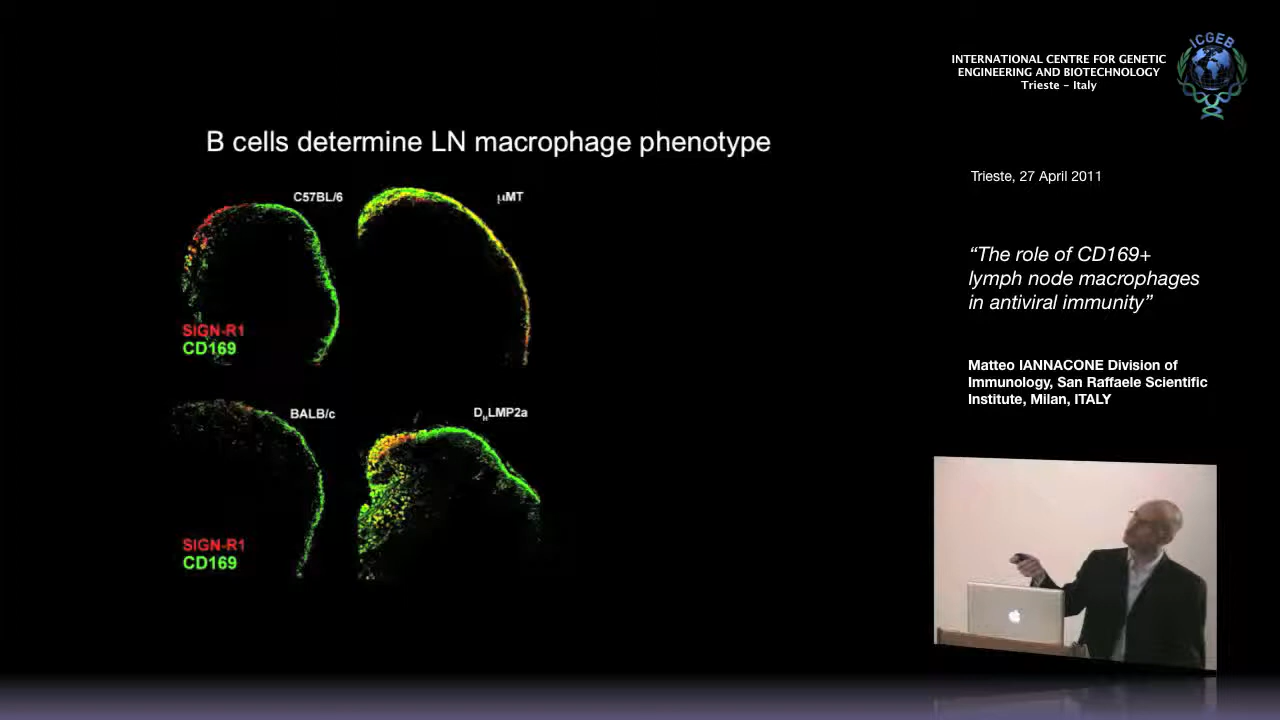 ICGEB
INTERNATIONAL CENTRE FOR GENETIC
ENGINEERING AND BIOTECHNOLOGY
Trieste – Italy
B cells determine LN macrophage phenotype
C57BL/6
μMT
SIGN-R1
CD169
BALB/c
DHLMP2a
SIGN-R1
CD169
Trieste, 27 April 2011
“The role of CD169+
lymph node macrophages
in antiviral immunity”
Matteo IANNACONE Division of
Immunology, San Raffaele Scientific
Institute, Milan, ITALY